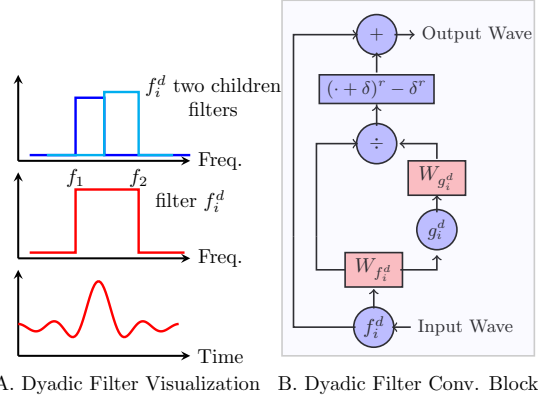 f_i^d two children
filters
Freq.
f_1
f_2
filter f_i^d
Freq.
Time
A. Dyadic Filter Visualization
+
Output Wave
(· + δ)^r − δ^r
÷
W_{g_i^d}
g_i^d
W_{f_i^d}
f_i^d
Input Wave
B. Dyadic Filter Conv. Block